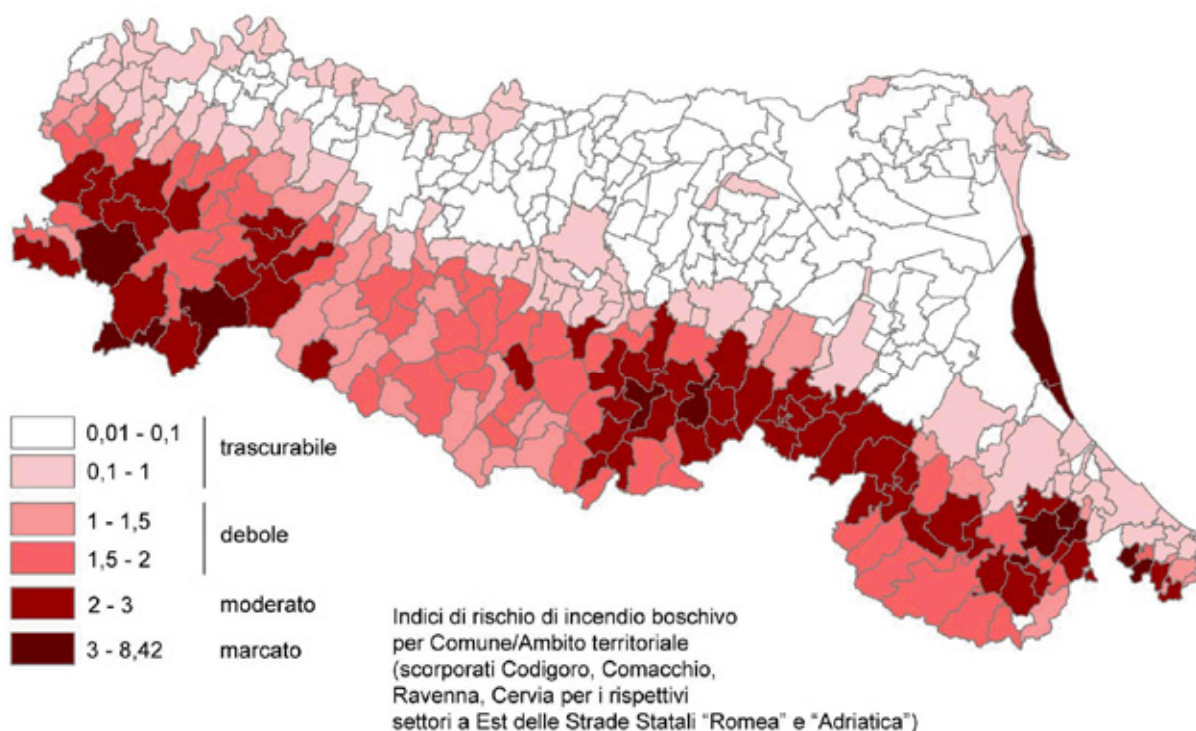 0,01 - 0,1
trascurabile
0,1 - 1
1 - 1,5
debole
1,5 - 2
2 - 3 moderato
3 - 8,42 marcato
Indici di rischio di incendio boschivo
per Comune/Ambito territoriale
(scorporati Codigoro, Comacchio,
Ravenna, Cervia per i rispettivi
settori a Est delle Strade Statali “Romea” e “Adriatica”)